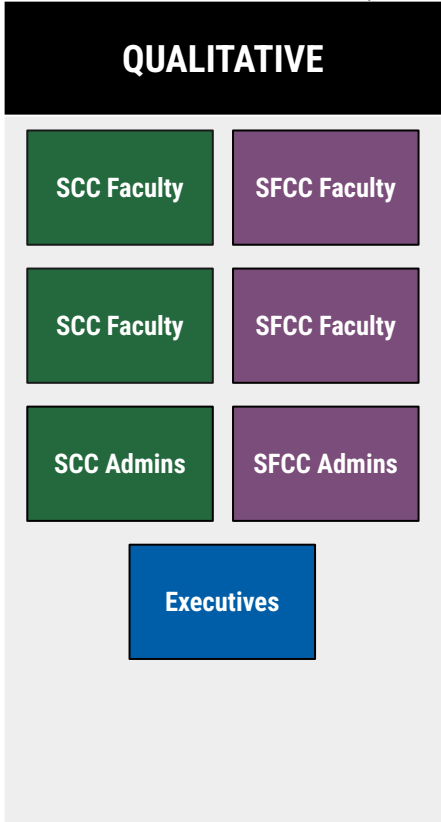 QUALITATIVE
SCC Faculty
SFCC Faculty
SCC Faculty
SFCC Faculty
SCC Admins
SFCC Admins
Executives